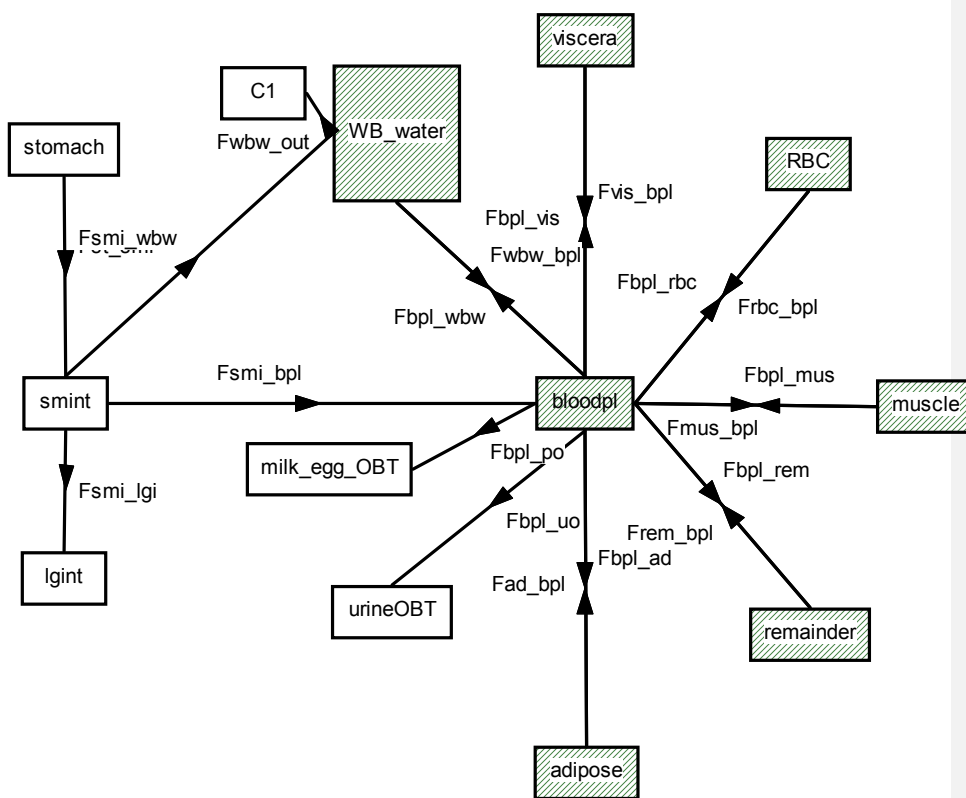 viscera
C1
WB_water
stomach
Fwbw_out
RBC
Fvis_bpl
Fbpl_vis
Fsmi_wbw
Fwbw_bpl
Fbpl_rbc
Frbc_bpl
Fbpl_wbw
Fsmi_bpl
Fbpl_mus
smint
bloodpl
muscle
Fmus_bpl
Fbpl_po
milk_egg_OBT
Fbpl_rem
Fsmi_lgi
Fbpl_uo
Frem_bpl
Fbpl_ad
lgint
Fad_bpl
urineOBT
remainder
adipose